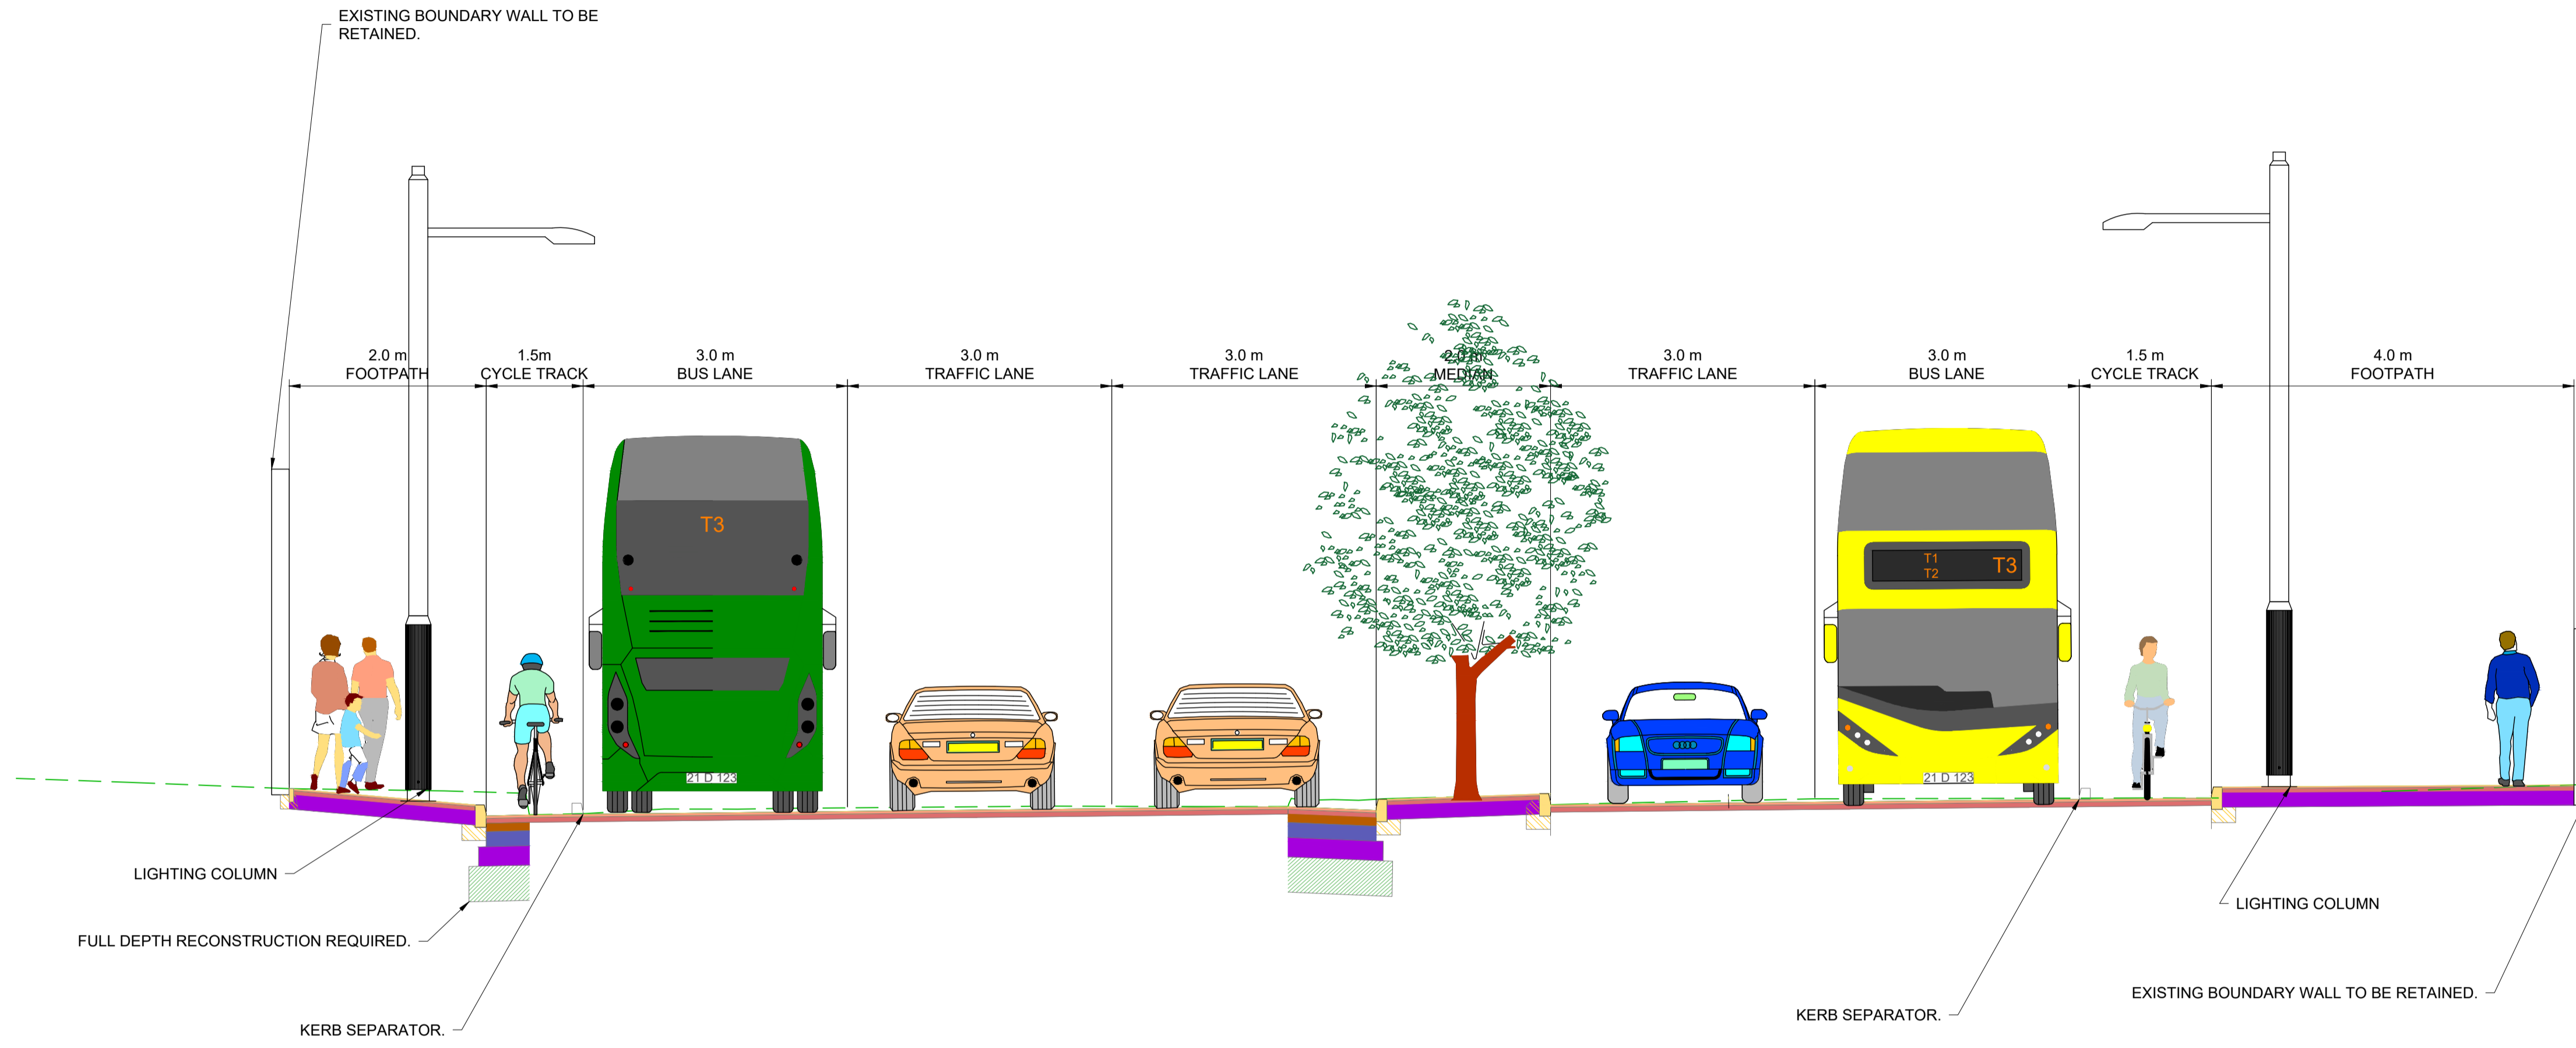 EXISTING BOUNDARY WALL TO BE
RETAINED.
2.0 m
FOOTPATH
1.5m
CYCLE TRACK
3.0 m
BUS LANE
3.0 m
TRAFFIC LANE
3.0 m
TRAFFIC LANE
2.0 m
MEDIAN
3.0 m
TRAFFIC LANE
3.0 m
BUS LANE
1.5 m
CYCLE TRACK
4.0 m
FOOTPATH
T3
T1
T2
T3
21 D 123
21 D 123
LIGHTING COLUMN
LIGHTING COLUMN
FULL DEPTH RECONSTRUCTION REQUIRED.
EXISTING BOUNDARY WALL TO BE RETAINED.
KERB SEPARATOR.
KERB SEPARATOR.